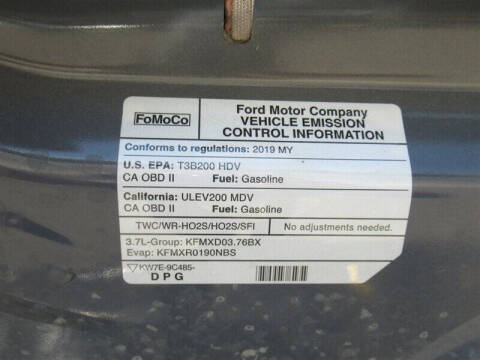 FoMoCo
Ford Motor Company
VEHICLE EMISSION
CONTROL INFORMATION
Conforms to regulations: 2019 MY
U.S. EPA: T3B200 HDV
CA OBD II Fuel: Gasoline
California: ULEV200 MDV
CA OBD II Fuel: Gasoline
TWC/WR-HO2S/HO2S/SFI No adjustments needed.
3.7L-Group: KFMXD03.76BX
Evap: KFMXR0190NBS
KW7E-9C485-
D P G